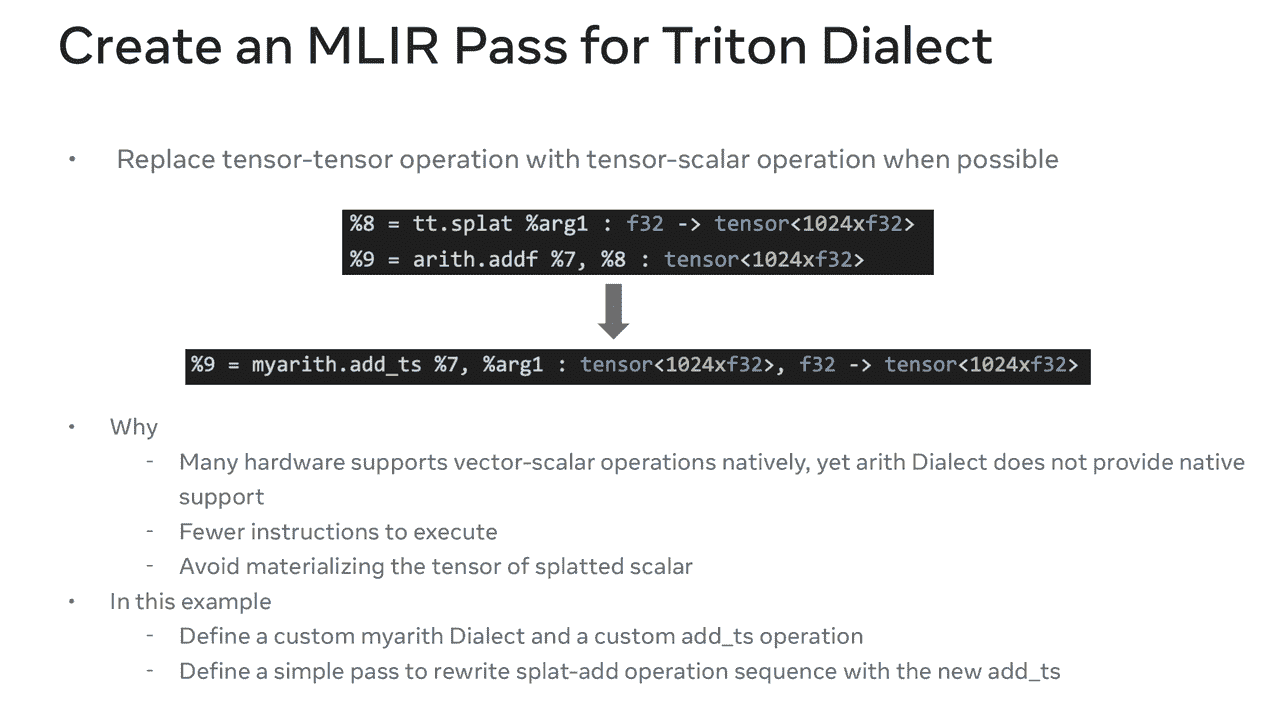 Create an MLIR Pass for Triton Dialect
• Replace tensor-tensor operation with tensor-scalar operation when possible
%8 = tt.splat %arg1 : f32 -> tensor<1024xf32>
%9 = arith.addf %7, %8 : tensor<1024xf32>
%9 = myarith.add_ts %7, %arg1 : tensor<1024xf32>, f32 -> tensor<1024xf32>
• Why
- Many hardware supports vector-scalar operations natively, yet arith Dialect does not provide native
support
- Fewer instructions to execute
- Avoid materializing the tensor of splatted scalar
• In this example
- Define a custom myarith Dialect and a custom add_ts operation
- Define a simple pass to rewrite splat-add operation sequence with the new add_ts